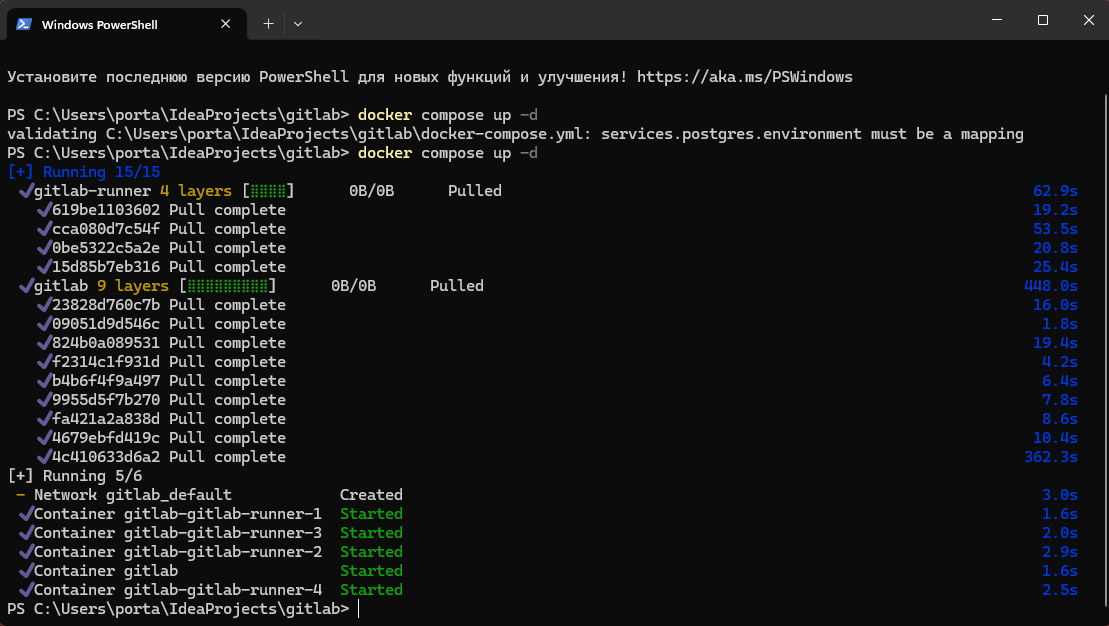 Windows PowerShell
Установите последнюю версию PowerShell для новых функций и улучшения! https://aka.ms/PSWindows
PS C:\Users\porta\IdeaProjects\gitlab> docker compose up -d
validating C:\Users\porta\IdeaProjects\gitlab\docker-compose.yml: services.postgres.environment must be a mapping
PS C:\Users\porta\IdeaProjects\gitlab> docker compose up -d
[+] Running 15/15
✔gitlab-runner 4 layers [⣿⣿⣿⣿] 0B/0B Pulled 62.9s
✔619be1103602 Pull complete 19.2s
✔cca080d7c54f Pull complete 53.5s
✔0be5322c5a2e Pull complete 20.8s
✔15d85b7eb316 Pull complete 25.4s
✔gitlab 9 layers [⣿⣿⣿⣿⣿⣿⣿⣿⣿] 0B/0B Pulled 448.0s
✔23828d760c7b Pull complete 16.0s
✔09051d9d546c Pull complete 1.8s
✔824b0a089531 Pull complete 19.4s
✔f2314c1f931d Pull complete 4.2s
✔b4b6f4f9a497 Pull complete 6.4s
✔9955d5f7b270 Pull complete 7.8s
✔fa421a2a838d Pull complete 8.6s
✔4679ebfd419c Pull complete 10.4s
✔4c410633d6a2 Pull complete 362.3s
[+] Running 5/6
- Network gitlab_default Created 3.0s
✔Container gitlab-gitlab-runner-1 Started 1.6s
✔Container gitlab-gitlab-runner-3 Started 2.0s
✔Container gitlab-gitlab-runner-2 Started 2.9s
✔Container gitlab Started 1.6s
✔Container gitlab-gitlab-runner-4 Started 2.5s
PS C:\Users\porta\IdeaProjects\gitlab>